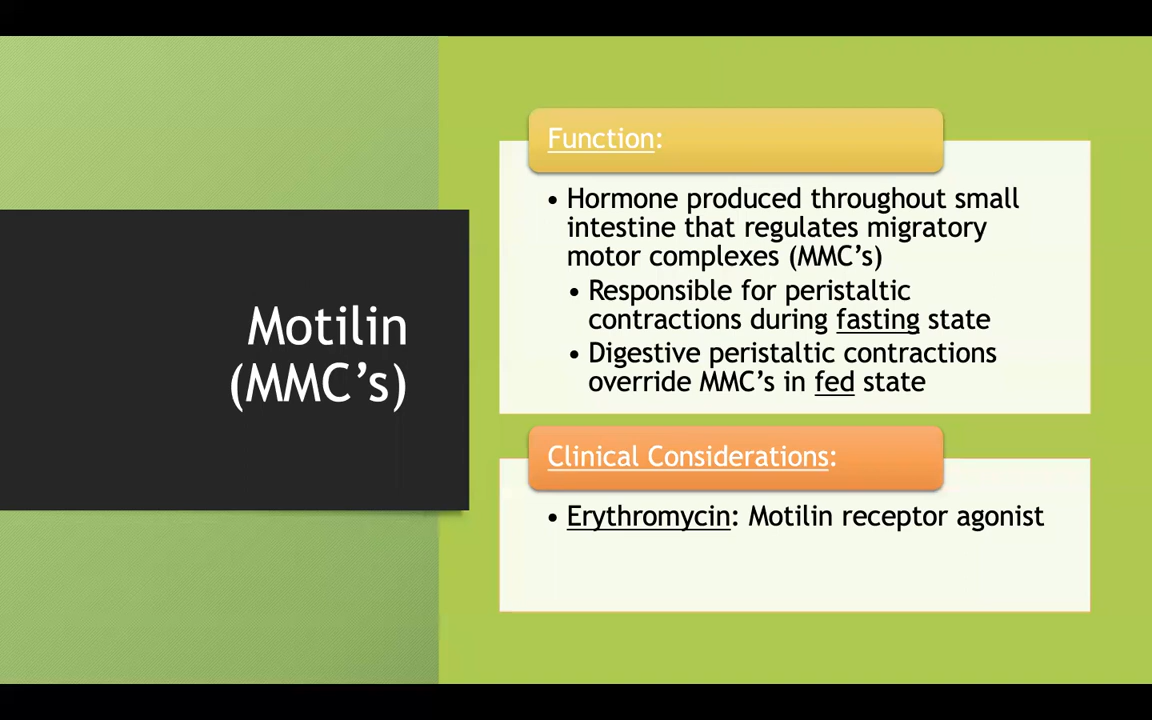 Motilin
(MMC’s)
Function:
• Hormone produced throughout small
intestine that regulates migratory
motor complexes (MMC’s)
• Responsible for peristaltic
contractions during fasting state
• Digestive peristaltic contractions
override MMC’s in fed state
Clinical Considerations:
• Erythromycin: Motilin receptor agonist